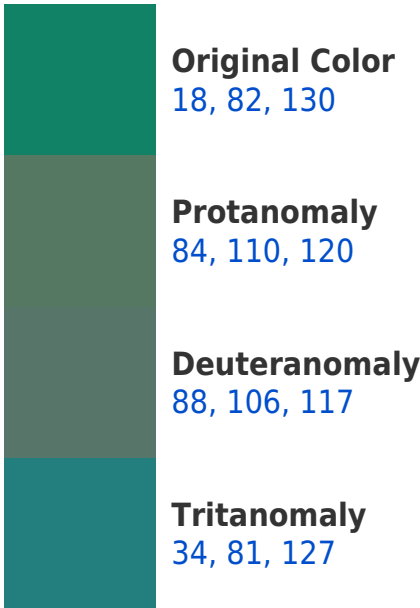 Original Color
18, 82, 130
Protanomaly
84, 110, 120
Deuteranomaly
88, 106, 117
Tritanomaly
34, 81, 127